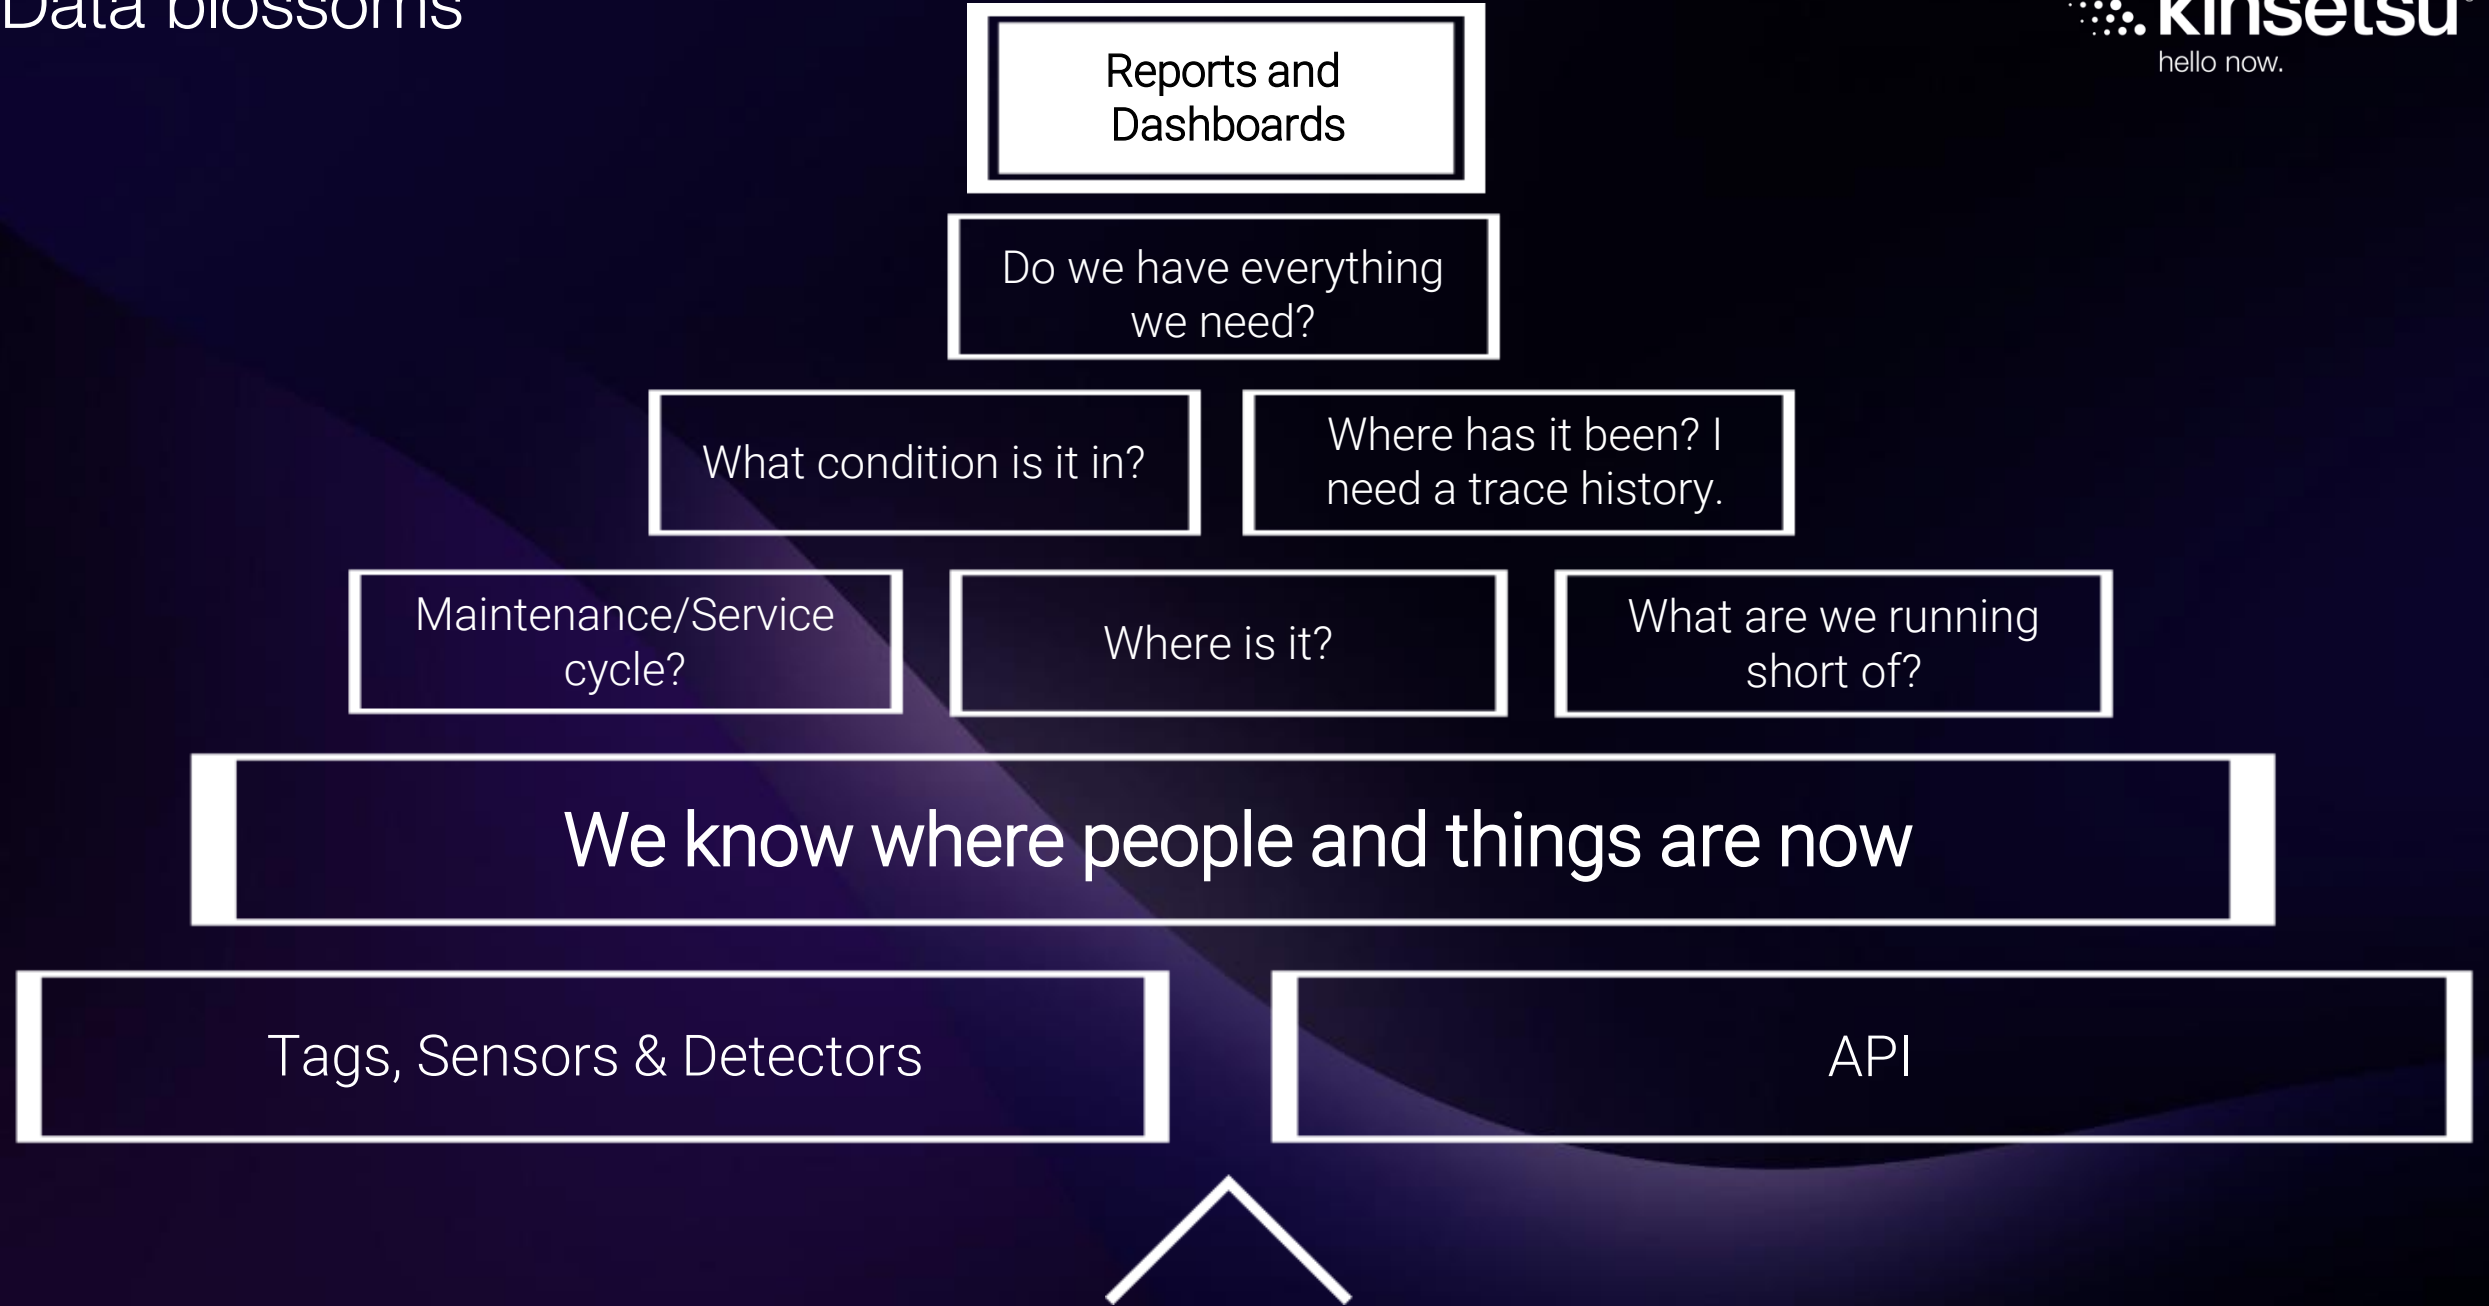 Data blossoms
kinsetsu
hello now.
Reports and
Dashboards
Do we have everything
we need?
What condition is it in?
Where has it been? I
need a trace history.
Maintenance/Service
cycle?
Where is it?
What are we running
short of?
We know where people and things are now
Tags, Sensors & Detectors
API